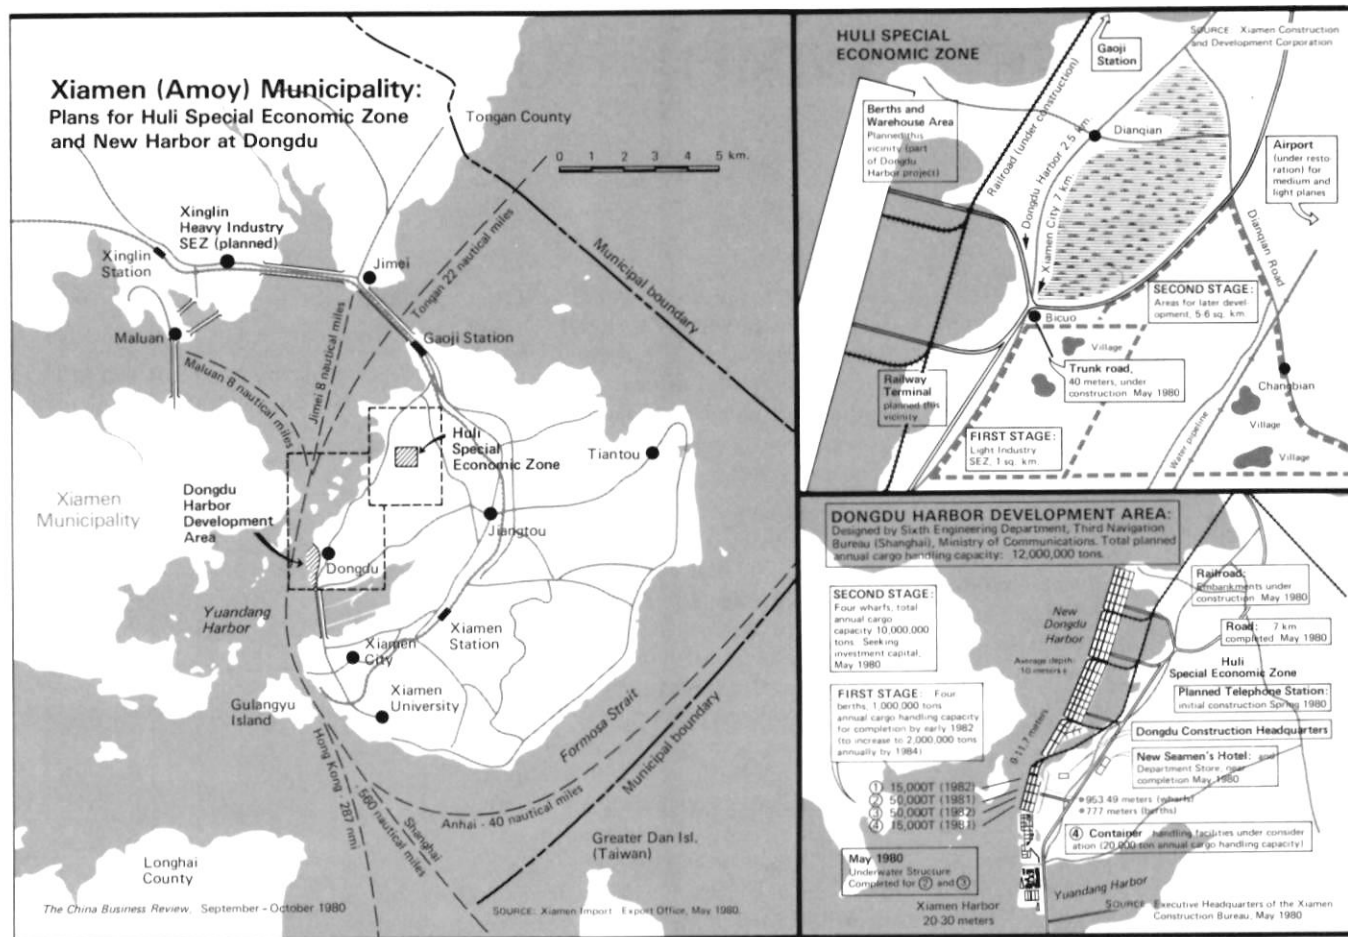 Xiamen (Amoy) Municipality:
Plans for Huli Special Economic Zone
and New Harbor at Dongdu
Tongan County
0 1 2 3 4 5 km.
Xinglin
Heavy Industry
SEZ (planned)
Xinglin
Station
Jimei
Tongan 22 nautical miles
Municipal boundary
Maluan
Gaoji Station
Maluan 8 nautical miles
Jimei 8 nautical miles
Huli
Special
Economic Zone
Tiantou
Xiamen
Municipality
Dongdu
Harbor
Development
Area
Jiangtou
Dongdu
Yuandang
Harbor
Xiamen
Station
Xiamen
City
Xiamen
University
Gulangyu
Island
Formosa Strait
Municipal boundary
Hong Kong - 287 nmi
Shanghai
560 nautical miles
Anhai - 40 nautical miles
Greater Dan Isl.
(Taiwan)
Longhai
County
The China Business Review, September - October 1980
SOURCE: Xiamen Import Export Office, May 1980.
HULI SPECIAL
ECONOMIC ZONE
Gaoji
Station
SOURCE: Xiamen Construction
and Development Corporation
Berths and
Warehouse Area
Planned this
vicinity (part
of Dongdu
Harbor project)
Railroad (under construction)
Dongdu Harbor 2.5 km.
Xiamen City 7 km.
Dianqian
Airport
(under resto-
ration) for
medium and
light planes
Dianqian Road
SECOND STAGE:
Areas for later devel-
opment, 5-6 sq. km.
Bicuo
Village
Trunk road,
40 meters, under
construction May 1980
Railway
Terminal
planned this
vicinity
Changbian
Village
FIRST STAGE:
Light Industry
SEZ, 1 sq. km.
Water pipeline
Village
DONGDU HARBOR DEVELOPMENT AREA:
Designed by Sixth Engineering Department, Third Navigation
Bureau (Shanghai), Ministry of Communications. Total planned
annual cargo handling capacity: 12,000,000 tons.
SECOND STAGE:
Four wharfs, total
annual cargo
capacity 10,000,000
tons. Seeking
investment capital,
May 1980
New
Dongdu
Harbor
Average depth:
10 meters ±
Railroad:
Embankments under
construction May 1980
Road: 7 km
completed May 1980
Huli
Special Economic Zone
Planned Telephone Station:
initial construction Spring 1980
FIRST STAGE: Four
berths, 1,000,000 tons
annual cargo handling capacity
for completion by early 1982
(to increase to 2,000,000 tons
annually by 1984)
Dongdu Construction Headquarters
New Seamen's Hotel: and
Department Store, near
completion May 1980
① 15,000T (1982)
② 50,000T (1981)
③ 50,000T (1982)
④ 15,000T (1981)
953.49 meters (wharfs)
777 meters (berths)
④ Container handling facilities under consider
ation (20,000 ton annual cargo handling capacity)
May 1980
Underwater Structure
Completed for ② and ③
Yuandang Harbor
Xiamen Harbor
20-30 meters
SOURCE: Executive Headquarters of the Xiamen
Construction Bureau, May 1980